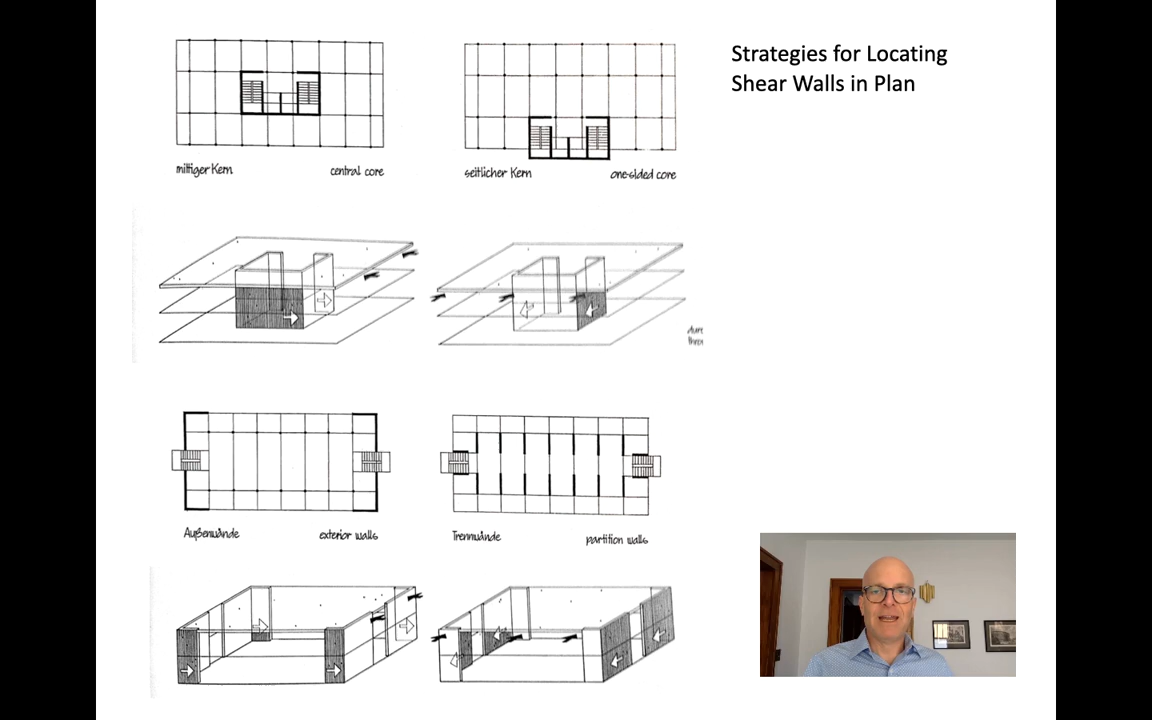 Strategies for Locating
Shear Walls in Plan
mittiger Kern central core
seitlicher Kern one-sided core
Außenwände exterior walls
Trennwände partition walls